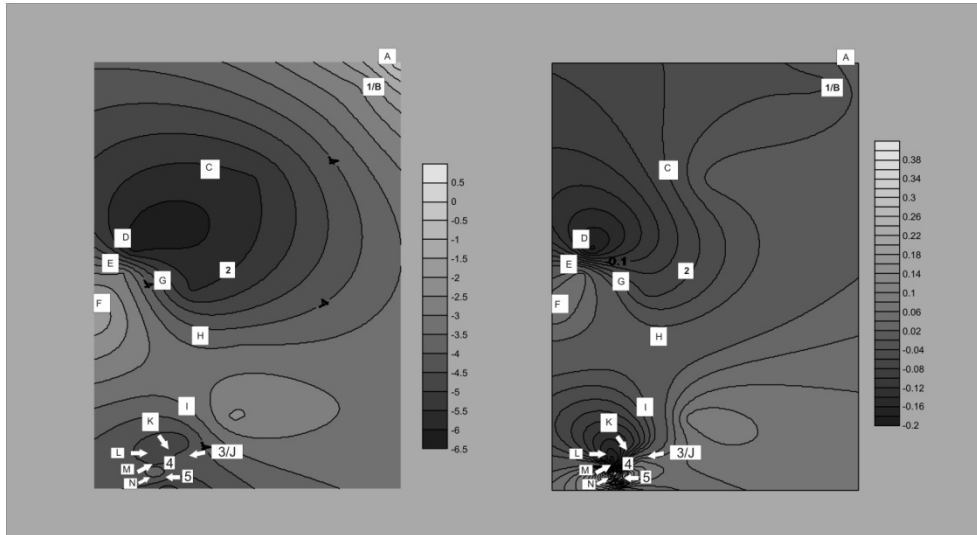 A
1/B
C
D
E
2
G
F
H
I
K
L
3/J
4
M
5
N
0.5
0
-1
-1.5
-2
-2.5
-3
-3.5
-4
-4.5
-5
-5.5
-6
-6.5
A
1/B
C
D
0.1
E
2
G
F
H
I
K
L
3/J
4
M
5
N
0.38
0.34
0.3
0.26
0.22
0.18
0.14
0.1
0.06
0.02
-0.04
-0.08
-0.12
-0.16
-0.2